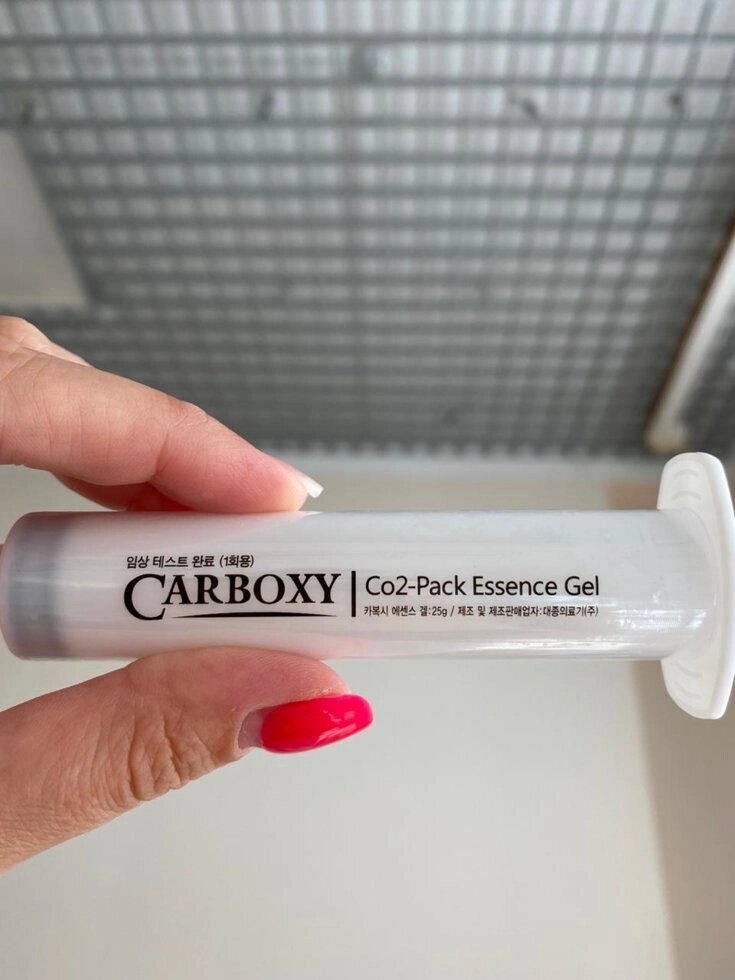 임상 테스트 완료 (1회용)
CARBOXY
Co2-Pack Essence Gel
카복시 에센스 겔:25g / 제조 및 제조판매업자:대종의료기(주)